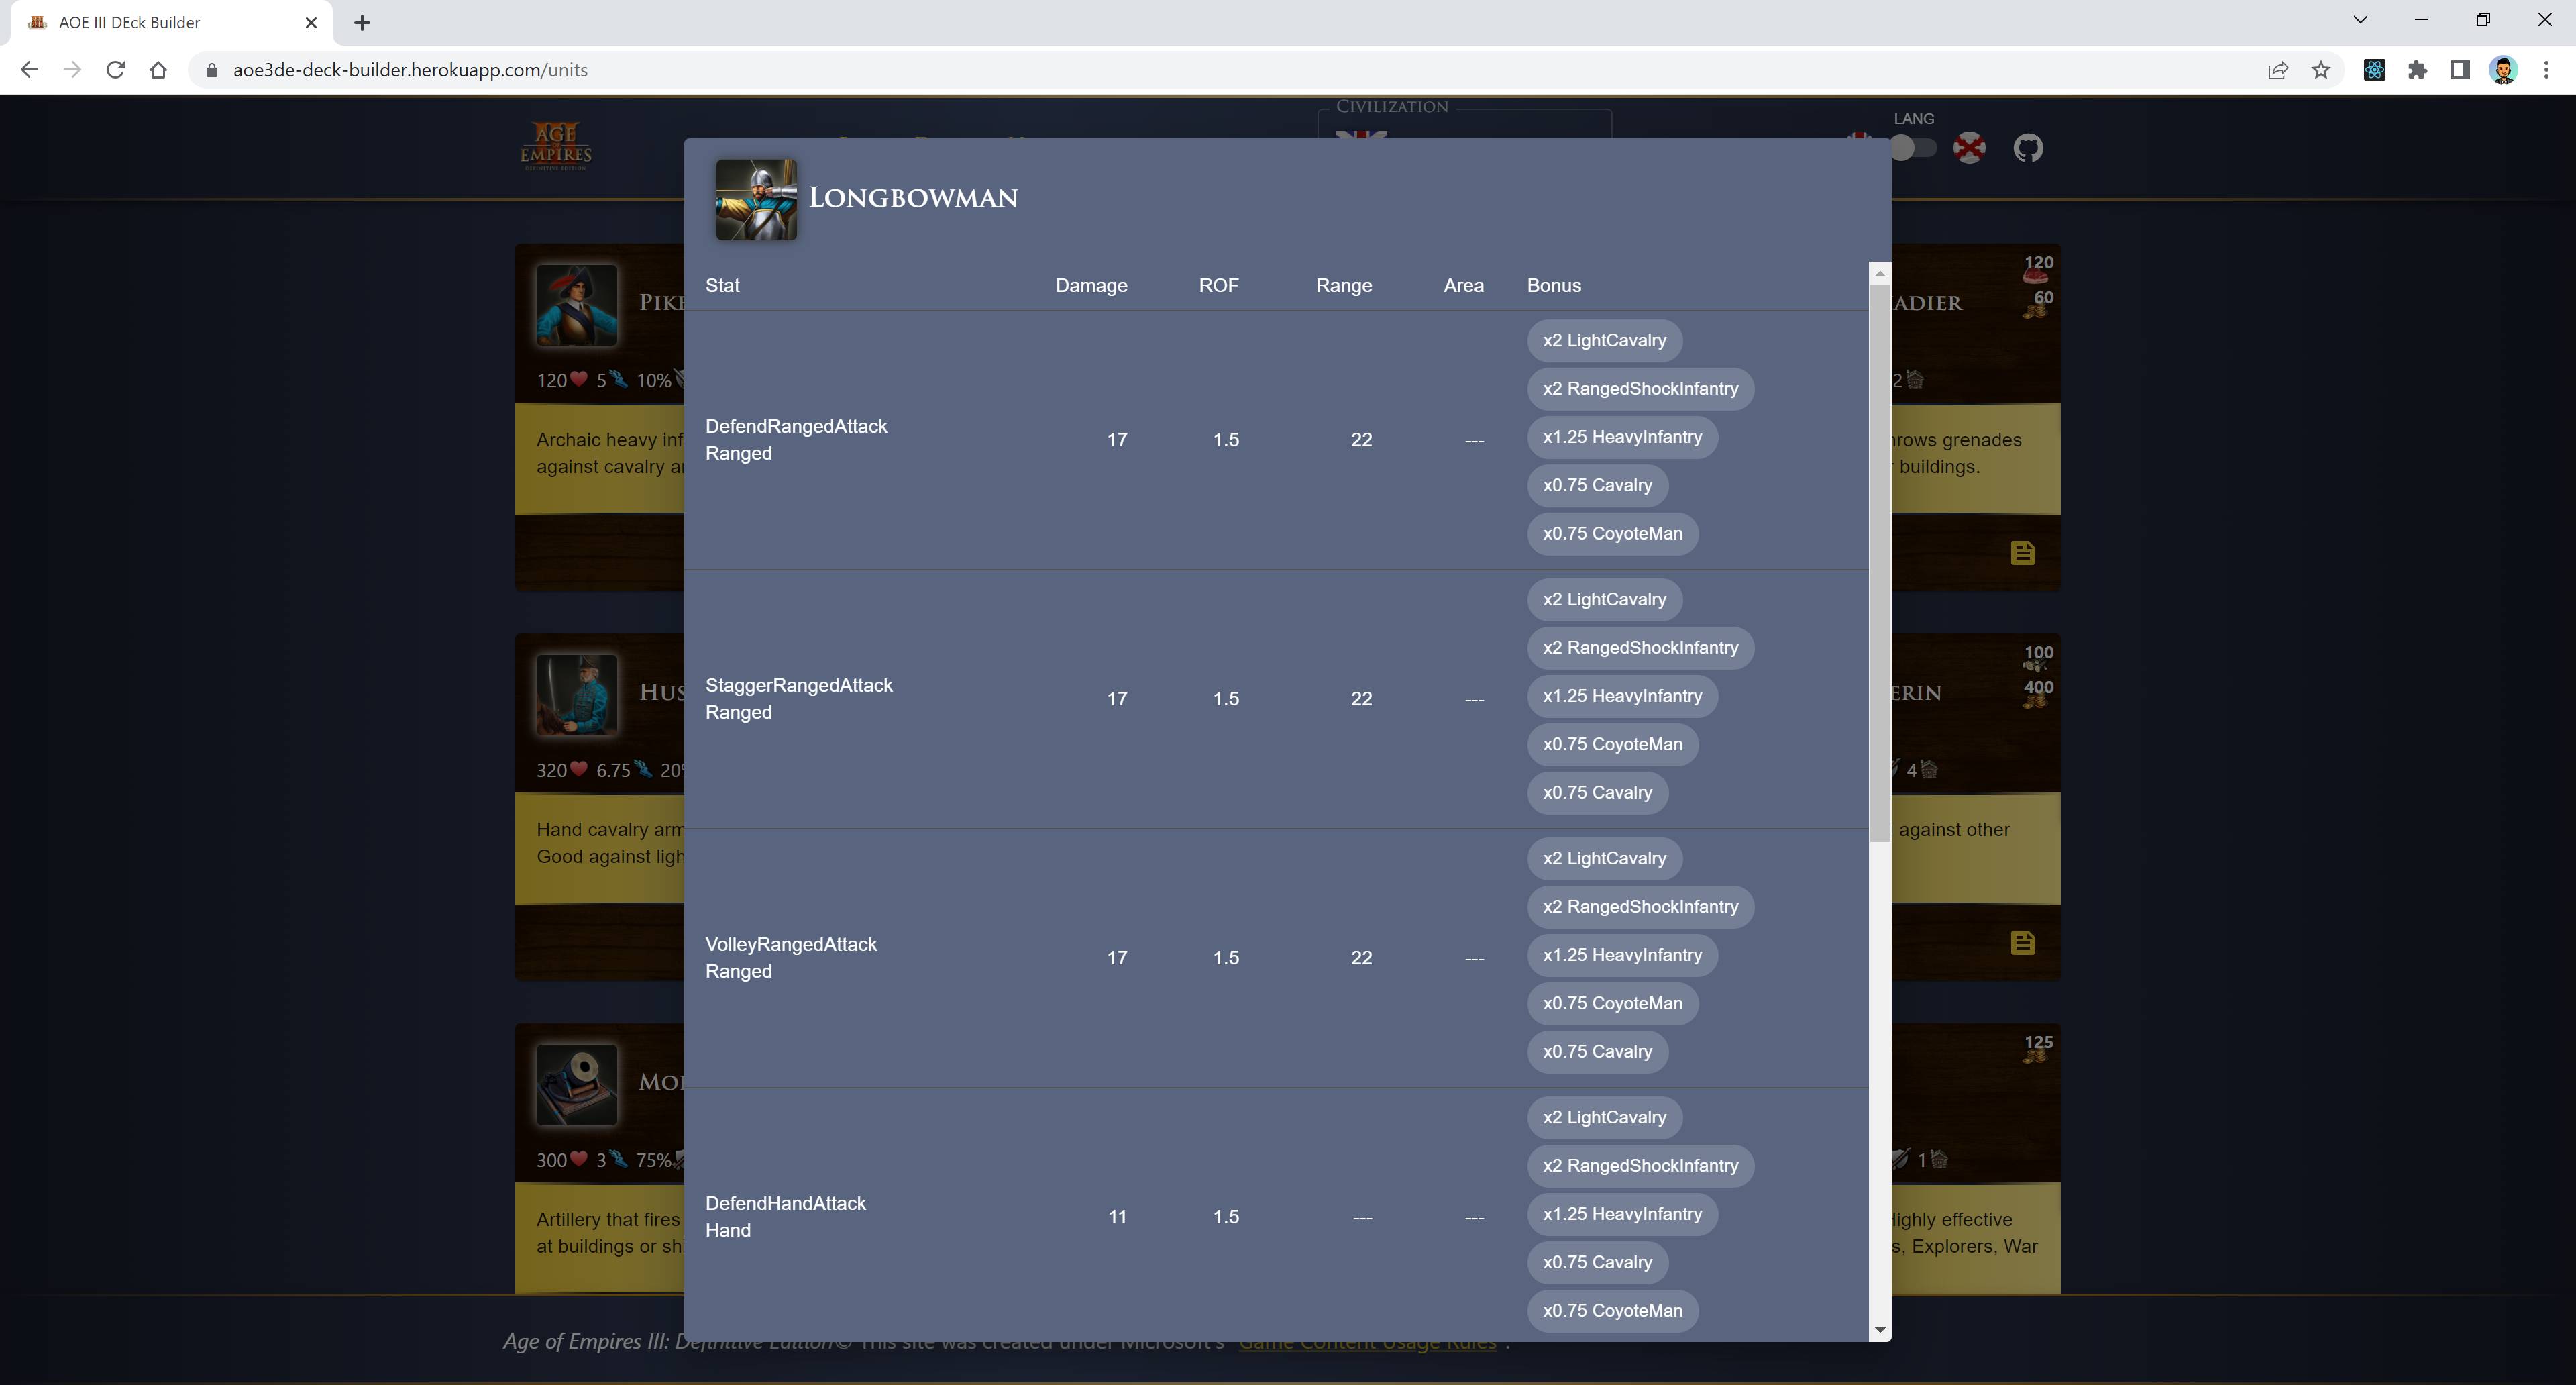 AOE III DEck Builder
aoe3de-deck-builder.herokuapp.com/units
CIVILIZATION
LANG
AGE
OF
EMPIRES
DEFINITIVE EDITION
LONGBOWMAN
Stat Damage ROF Range Area Bonus
DefendRangedAttack
Ranged
17 1.5 22 ---
x2 LightCavalry
x2 RangedShockInfantry
x1.25 HeavyInfantry
x0.75 Cavalry
x0.75 CoyoteMan
StaggerRangedAttack
Ranged
17 1.5 22 ---
x2 LightCavalry
x2 RangedShockInfantry
x1.25 HeavyInfantry
x0.75 CoyoteMan
x0.75 Cavalry
VolleyRangedAttack
Ranged
17 1.5 22 ---
x2 LightCavalry
x2 RangedShockInfantry
x1.25 HeavyInfantry
x0.75 CoyoteMan
x0.75 Cavalry
DefendHandAttack
Hand
11 1.5 --- ---
x2 LightCavalry
x2 RangedShockInfantry
x1.25 HeavyInfantry
x0.75 Cavalry
x0.75 CoyoteMan
PIKE
120 5 10%
Archaic heavy inf
against cavalry a
ADIER
120
60
2
rows grenades
buildings.
HUS
320 6.75 20%
Hand cavalry arm
Good against ligh
ERIN
100
400
4
against other
MO
300 3 75%
Artillery that fires
at buildings or sh
125
1
ighly effective
s, Explorers, War
Age of Empires III: Definitive Edition© This site was created under Microsoft's "Game Content Usage Rules".